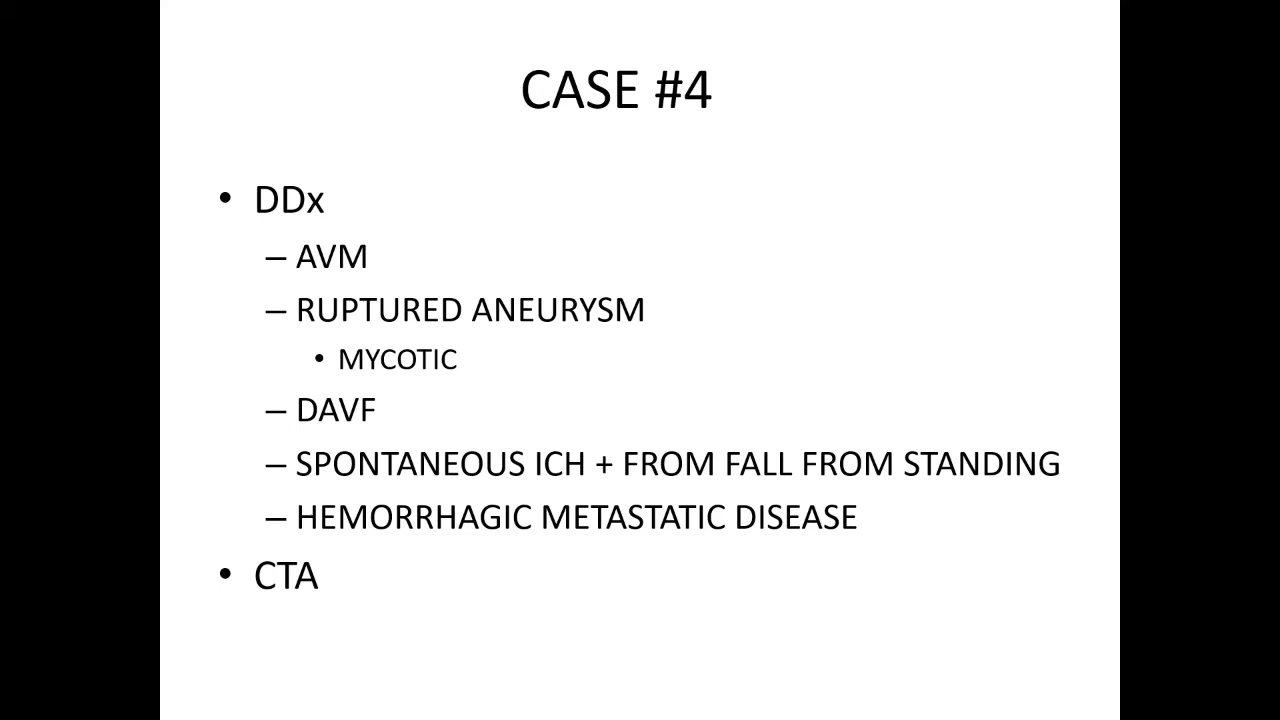 CASE #4
• DDx
– AVM
– RUPTURED ANEURYSM
• MYCOTIC
– DAVF
– SPONTANEOUS ICH + FROM FALL FROM STANDING
– HEMORRHAGIC METASTATIC DISEASE
• CTA